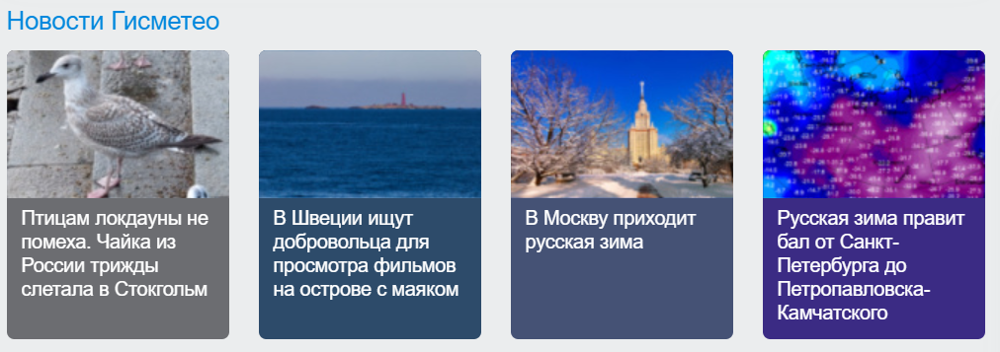 Новости Гисметео
Птицам локдауны не
помеха. Чайка из
России трижды
слетала в Стокгольм
В Швеции ищут
добровольца для
просмотра фильмов
на острове с маяком
В Москву приходит
русская зима
Русская зима правит
бал от Санкт-
Петербурга до
Петропавловска-
Камчатского